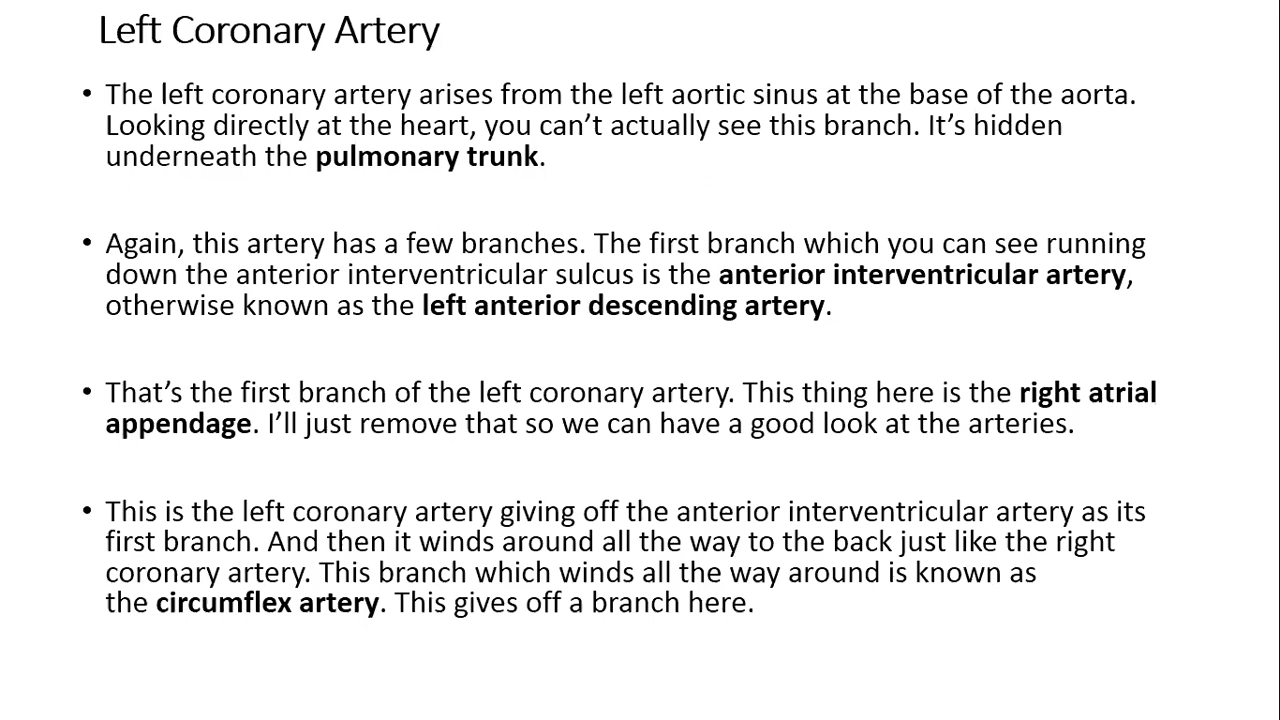 Left Coronary Artery
• The left coronary artery arises from the left aortic sinus at the base of the aorta.
Looking directly at the heart, you can’t actually see this branch. It’s hidden
underneath the pulmonary trunk.
• Again, this artery has a few branches. The first branch which you can see running
down the anterior interventricular sulcus is the anterior interventricular artery,
otherwise known as the left anterior descending artery.
• That’s the first branch of the left coronary artery. This thing here is the right atrial
appendage. I’ll just remove that so we can have a good look at the arteries.
• This is the left coronary artery giving off the anterior interventricular artery as its
first branch. And then it winds around all the way to the back just like the right
coronary artery. This branch which winds all the way around is known as
the circumflex artery. This gives off a branch here.